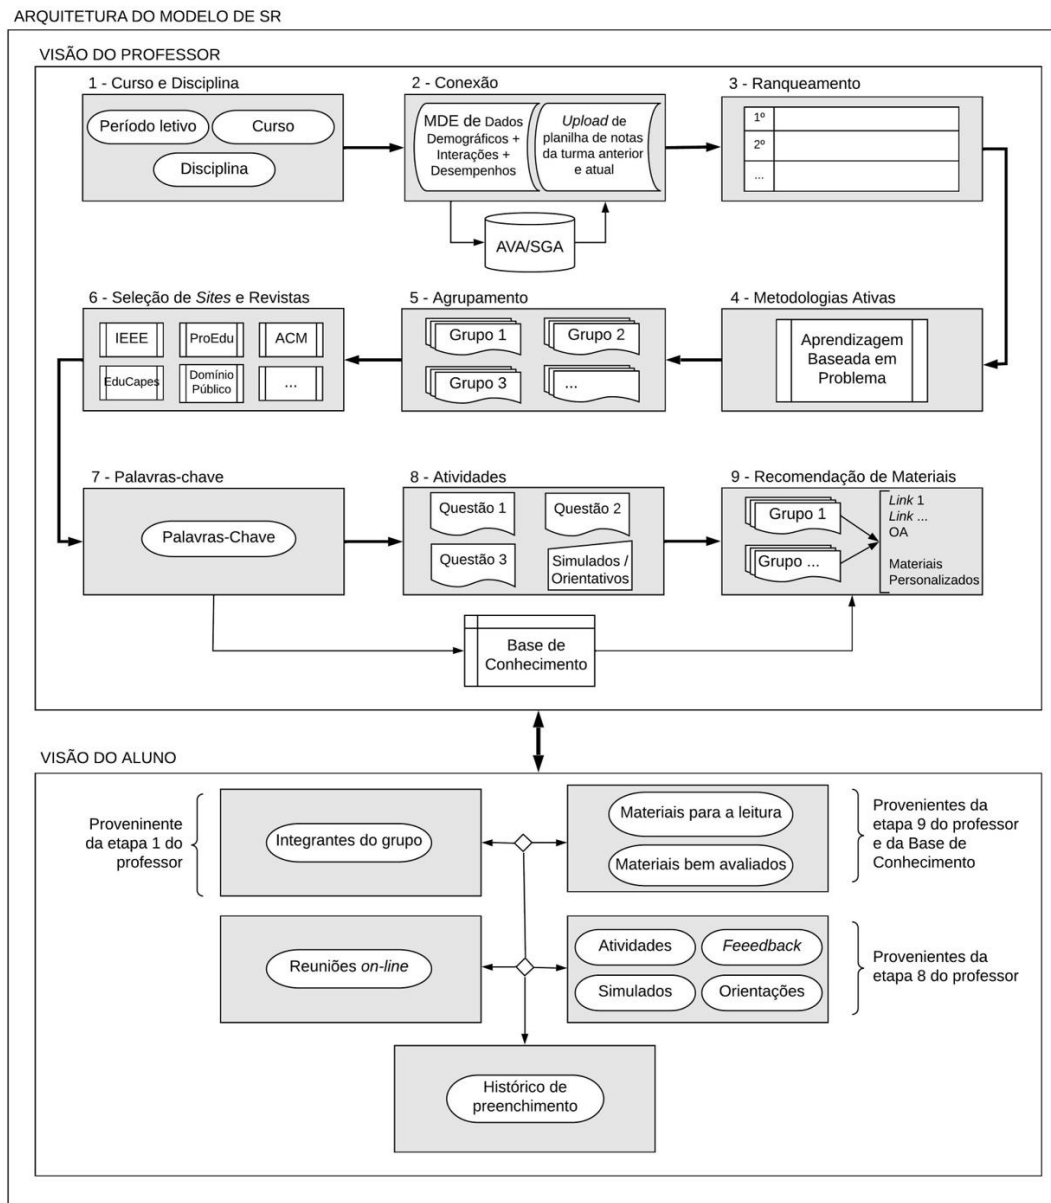 ARQUITETURA DO MODELO DE SR
VISÃO DO PROFESSOR
1 - Curso e Disciplina
Período letivo
Curso
Disciplina
2 - Conexão
MDE de Dados
Demográficos +
Interações +
Desempenhos
Upload de
planilha de notas
da turma anterior
e atual
AVA/SGA
3 - Ranqueamento
1º
2º
...
6 - Seleção de Sites e Revistas
IEEE
ProEdu
ACM
EduCapes
Domínio
Público
...
5 - Agrupamento
Grupo 1
Grupo 2
Grupo 3
...
4 - Metodologias Ativas
Aprendizagem
Baseada em
Problema
7 - Palavras-chave
Palavras-Chave
8 - Atividades
Questão 1
Questão 2
Questão 3
Simulados /
Orientativos
9 - Recomendação de Materiais
Grupo 1
Grupo ...
Link 1
Link ...
OA
Materiais
Personalizados
Base de
Conhecimento
VISÃO DO ALUNO
Proveninente
da etapa 1 do
professor
Integrantes do grupo
Materiais para a leitura
Materiais bem avaliados
Provenientes da
etapa 9 do professor
e da Base de
Conhecimento
Reuniões on-line
Atividades
Feeedback
Simulados
Orientações
Provenientes da
etapa 8 do professor
Histórico de
preenchimento